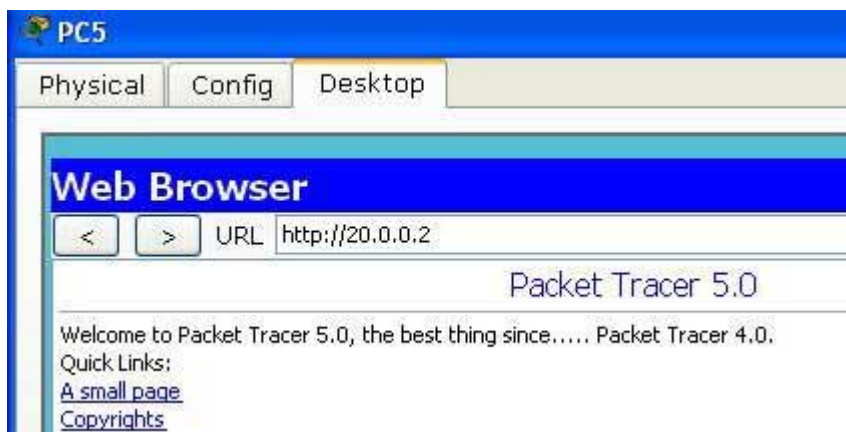 PC5
Physical Config Desktop
Web Browser
< > URL http://20.0.0.2
Packet Tracer 5.0
Welcome to Packet Tracer 5.0, the best thing since..... Packet Tracer 4.0.
Quick Links:
A small page
Copyrights